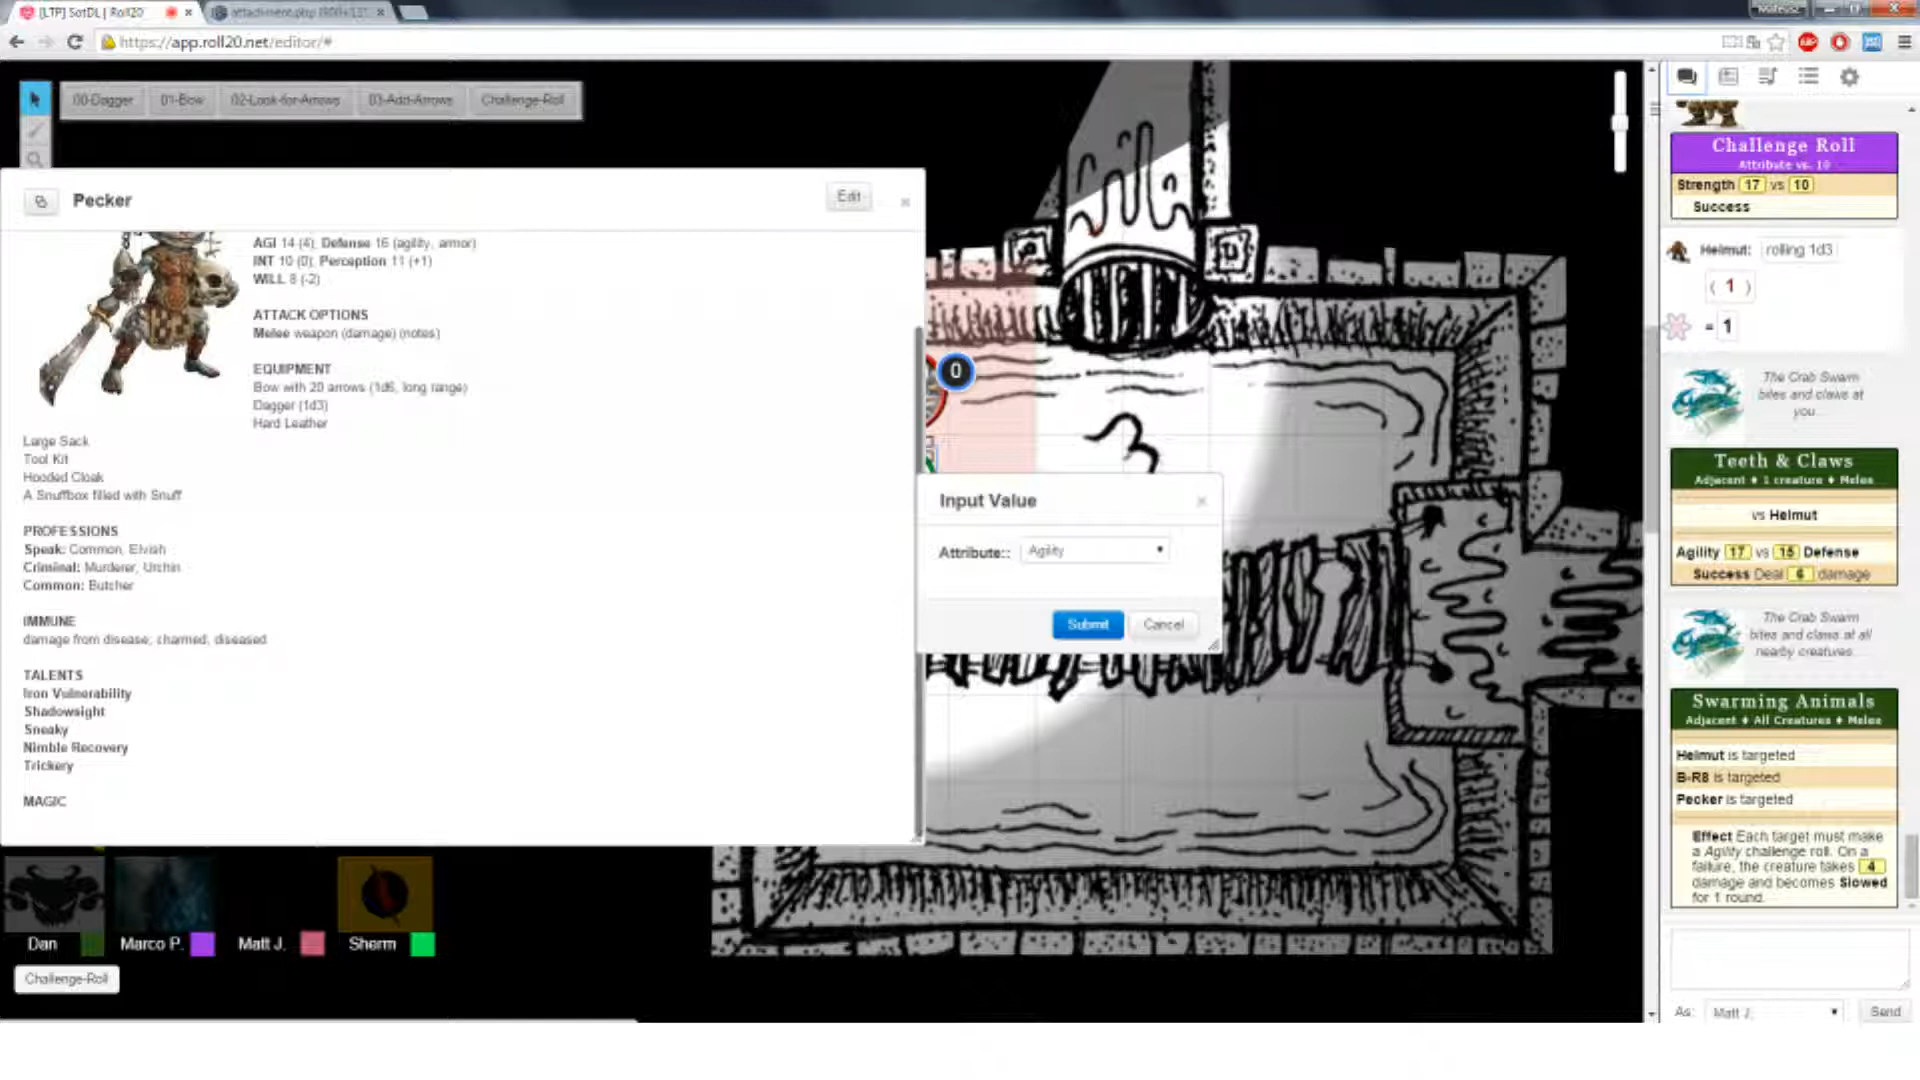 [LTP] SotDL | Roll20
attachment.php (900×13
Mateusz
https://app.roll20.net/editor/#
00-Dagger
01-Bow
02-Look-for-Arrows
03-Add-Arrows
Challenge-Roll
Pecker
Edit
AGI 14 (4); Defense 16 (agility, armor)
INT 10 (0); Perception 11 (+1)
WILL 8 (-2)
ATTACK OPTIONS
Melee weapon (damage) (notes)
EQUIPMENT
Bow with 20 arrows (1d6, long range)
Dagger (1d3)
Hard Leather
Large Sack
Tool Kit
Hooded Cloak
A Snuffbox filled with Snuff
PROFESSIONS
Speak: Common, Elvish
Criminal: Murderer, Urchin
Common: Butcher
IMMUNE
damage from disease; charmed, diseased
TALENTS
Iron Vulnerability
Shadowsight
Sneaky
Nimble Recovery
Trickery
MAGIC
0
3
Input Value
Attribute:: Agility
Submit
Cancel
Dan
Marco P.
Matt J.
Sherm
Challenge-Roll
Challenge Roll
Attribute vs. 10
Strength 17 vs 10
Success
Helmut: rolling 1d3
( 1 )
= 1
The Crab Swarm
bites and claws at
you...
Teeth & Claws
Adjacent ♦ 1 creature ♦ Melee
vs Helmut
Agility 17 vs 15 Defense
Success Deal 6 damage
The Crab Swarm
bites and claws at all
nearby creatures...
Swarming Animals
Adjacent ♦ All Creatures ♦ Melee
Helmut is targeted
B-R8 is targeted
Pecker is targeted
Effect Each target must make
a Agility challenge roll. On a
failure, the creature takes 4
damage and becomes Slowed
for 1 round.
As: Matt J.
Send